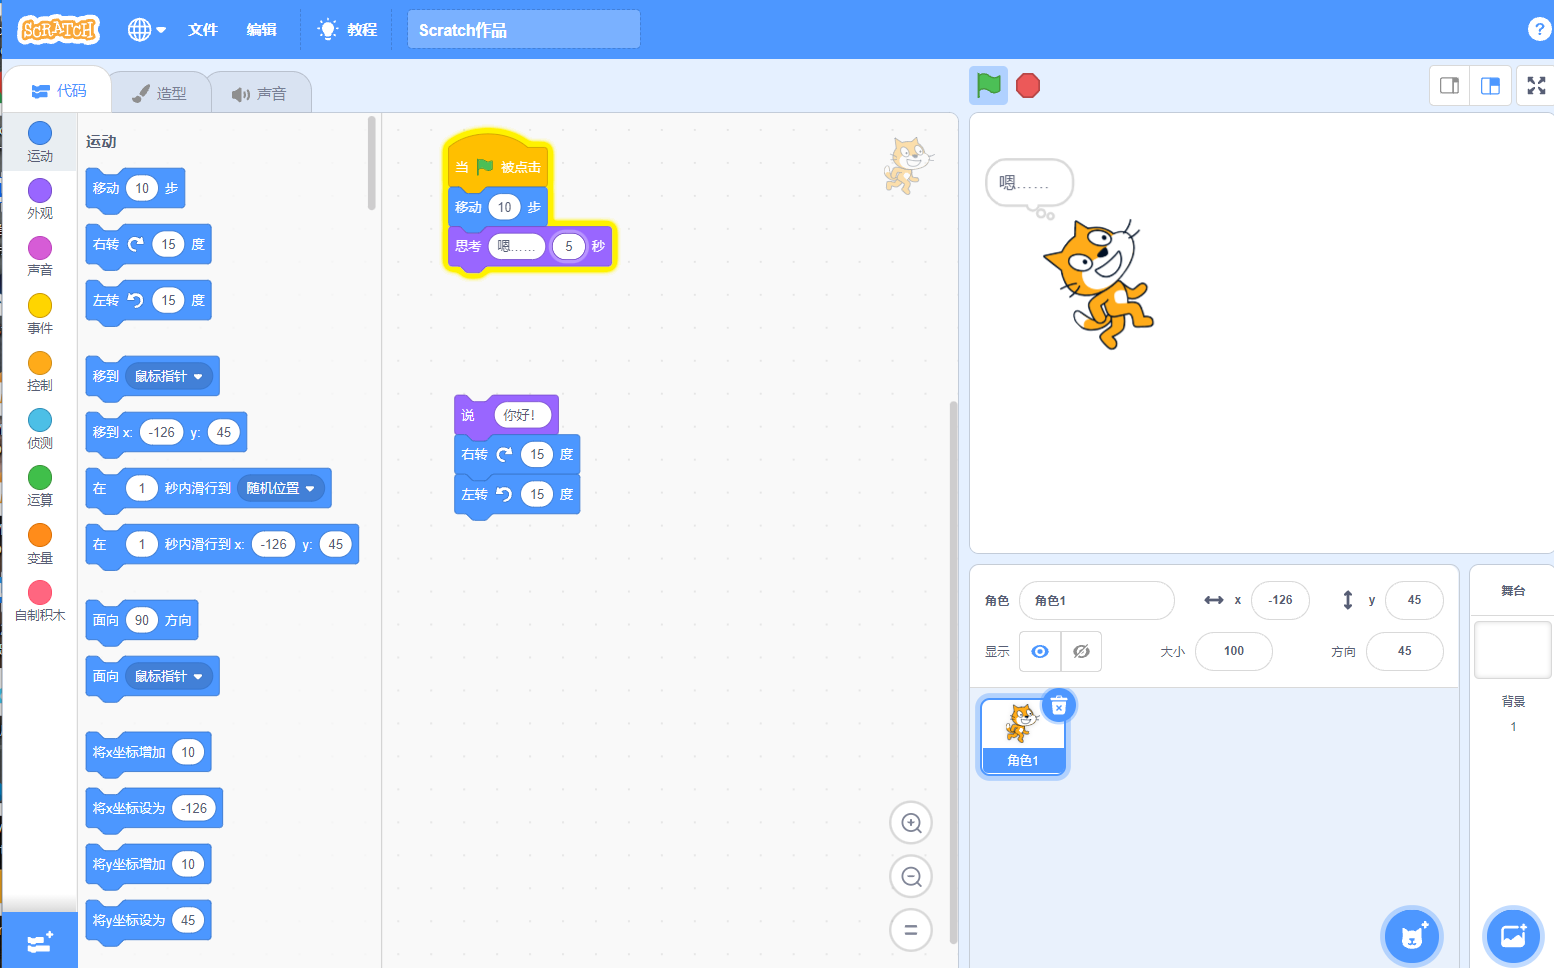 SCRATCH
文件
编辑
教程
Scratch作品
?
代码
造型
声音
运动
外观
声音
事件
控制
侦测
运算
变量
自制积木
运动
移动 10 步
右转 15 度
左转 15 度
移到 鼠标指针
移到 x: -126 y: 45
在 1 秒内滑行到 随机位置
在 1 秒内滑行到 x: -126 y: 45
面向 90 方向
面向 鼠标指针
将x坐标增加 10
将x坐标设为 -126
将y坐标增加 10
将y坐标设为 45
当 被点击
移动 10 步
思考 嗯…… 5 秒
说 你好!
右转 15 度
左转 15 度
嗯……
角色 角色1 x -126 y 45
显示 大小 100 方向 45
角色1
舞台
背景
1